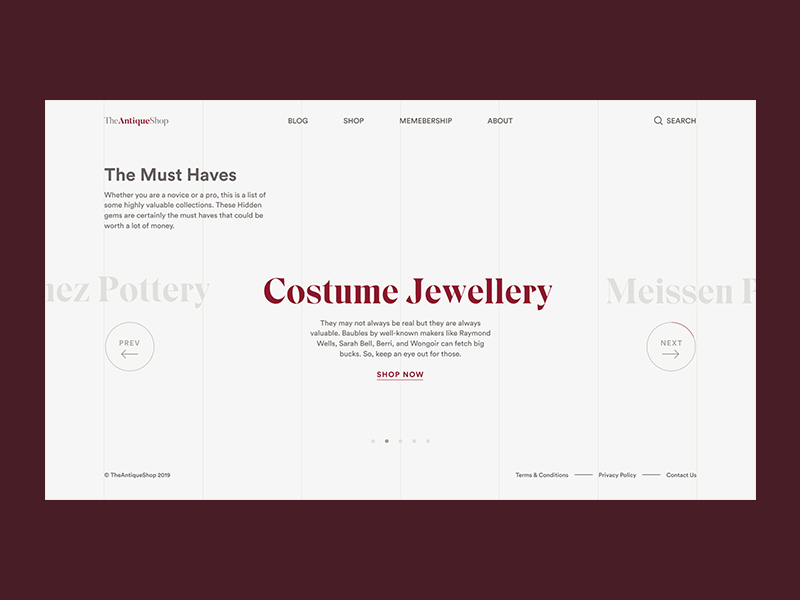 TheAntiqueShop
BLOG
SHOP
MEMEBERSHIP
ABOUT
SEARCH
The Must Haves
Whether you are a novice or a pro, this is a list of
some highly valuable collections. These Hidden
gems are certainly the must haves that could be
worth a lot of money.
Pottery
Costume Jewellery
Meissen P
They may not always be real but they are always
valuable. Baubles by well-known makers like Raymond
Wells, Sarah Bell, Berri, and Wongoir can fetch big
bucks. So, keep an eye out for those.
PREV
NEXT
SHOP NOW
© TheAntiqueShop 2019
Terms & Conditions
Privacy Policy
Contact Us